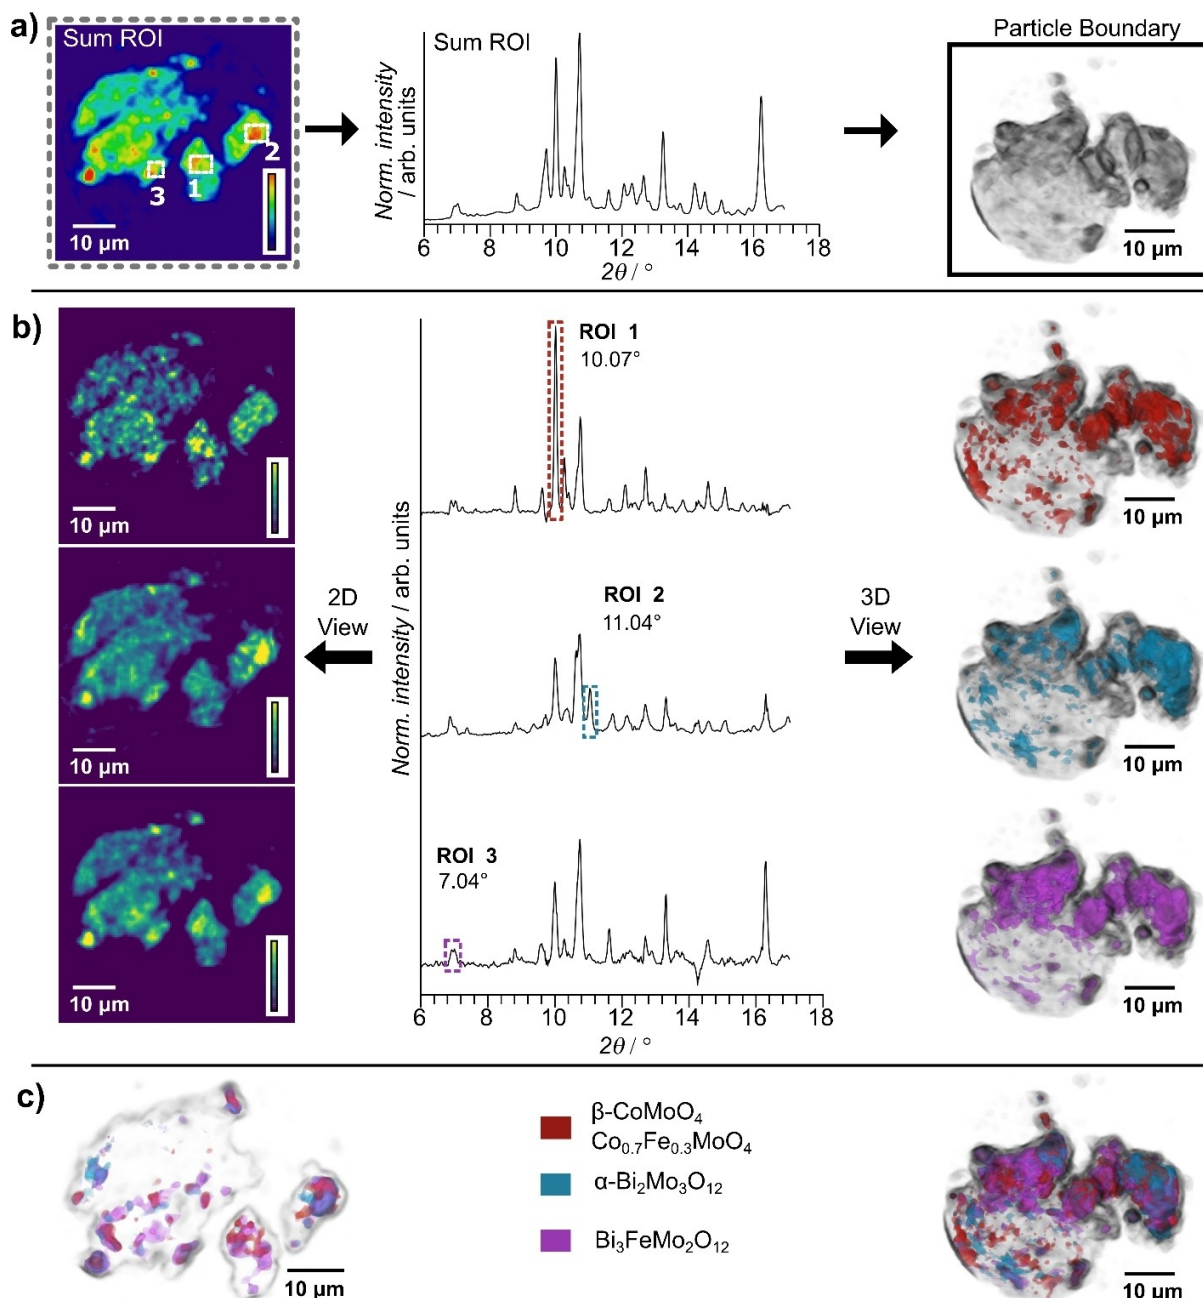 a)
Sum ROI
1
2
3
10 µm
Norm. intensity
/ arb. units
Sum ROI
6 8 10 12 14 16 18
2θ / °
Particle Boundary
10 µm
b)
10 µm
10 µm
10 µm
2D
View
Norm. intensity / arb. units
ROI 1
10.07°
ROI 2
11.04°
ROI 3
7.04°
6 8 10 12 14 16 18
2θ / °
3D
View
10 µm
10 µm
10 µm
c)
10 µm
β-CoMoO₄
Co₀.₇Fe₀.₃MoO₄
α-Bi₂Mo₃O₁₂
Bi₃FeMo₂O₁₂
10 µm